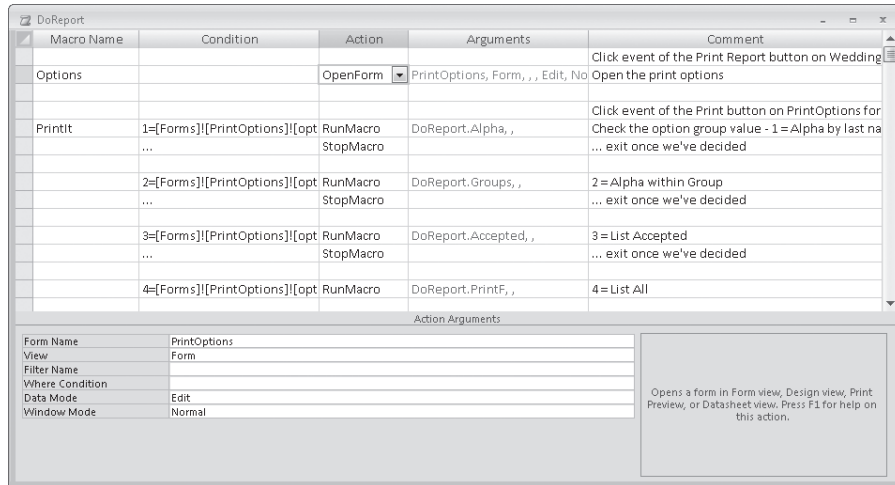 DoReport
Macro Name Condition Action Arguments Comment
Click event of the Print Report button on Wedding
Options OpenForm PrintOptions, Form, , , Edit, No Open the print options
Click event of the Print button on PrintOptions for
PrintIt 1=[Forms]![PrintOptions]![opt RunMacro DoReport.Alpha, , Check the option group value - 1 = Alpha by last na
... StopMacro ... exit once we've decided
2=[Forms]![PrintOptions]![opt RunMacro DoReport.Groups, , 2 = Alpha within Group
... StopMacro ... exit once we've decided
3=[Forms]![PrintOptions]![opt RunMacro DoReport.Accepted, , 3 = List Accepted
... StopMacro ... exit once we've decided
4=[Forms]![PrintOptions]![opt RunMacro DoReport.PrintF, , 4 = List All
Action Arguments
Form Name PrintOptions
View Form
Filter Name
Where Condition
Data Mode Edit
Window Mode Normal
Opens a form in Form view, Design view, Print
Preview, or Datasheet view. Press F1 for help on
this action.